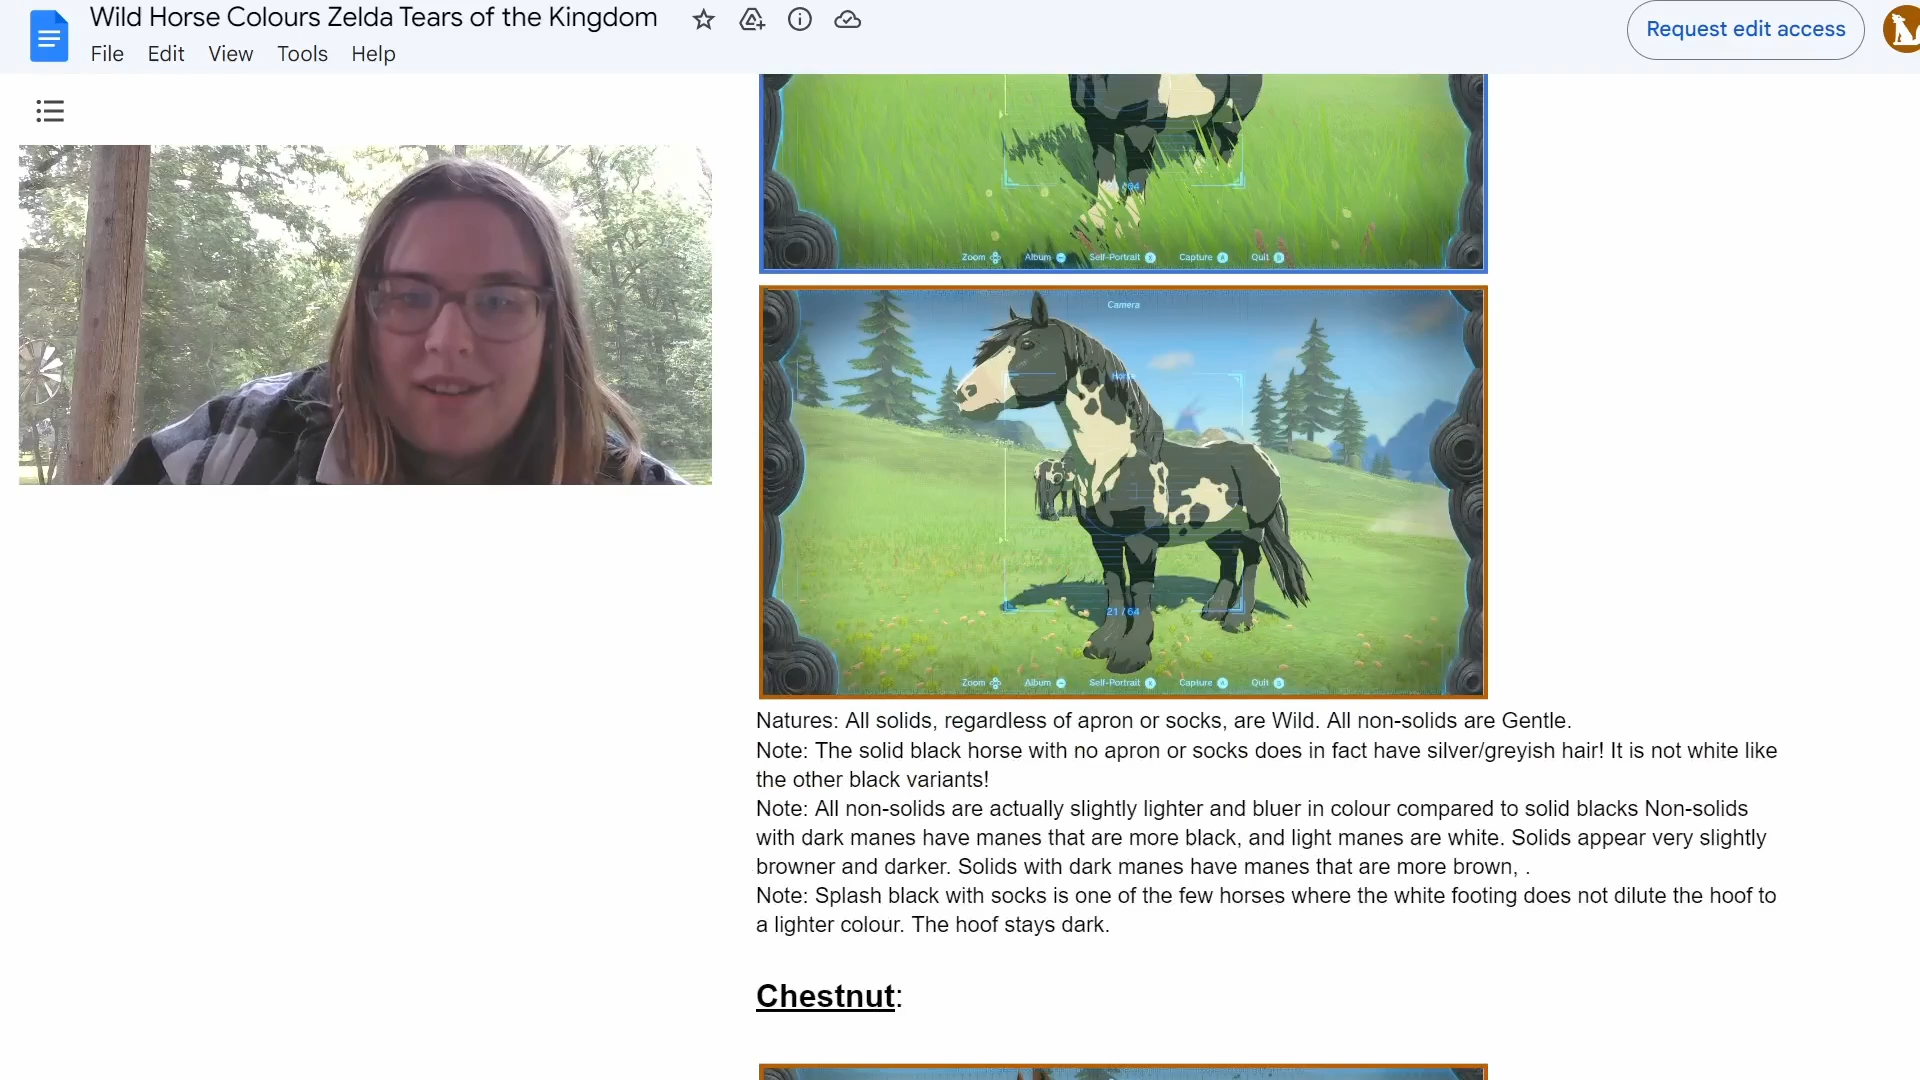 Wild Horse Colours Zelda Tears of the Kingdom
Request edit access
File Edit View Tools Help
21 / 64
Zoom Album Self-Portrait X Capture A Quit B
Camera
Horse
21 / 64
Zoom Album Self-Portrait X Capture A Quit B
Natures: All solids, regardless of apron or socks, are Wild. All non-solids are Gentle.
Note: The solid black horse with no apron or socks does in fact have silver/greyish hair! It is not white like
the other black variants!
Note: All non-solids are actually slightly lighter and bluer in colour compared to solid blacks Non-solids
with dark manes have manes that are more black, and light manes are white. Solids appear very slightly
browner and darker. Solids with dark manes have manes that are more brown, .
Note: Splash black with socks is one of the few horses where the white footing does not dilute the hoof to
a lighter colour. The hoof stays dark.
Chestnut: